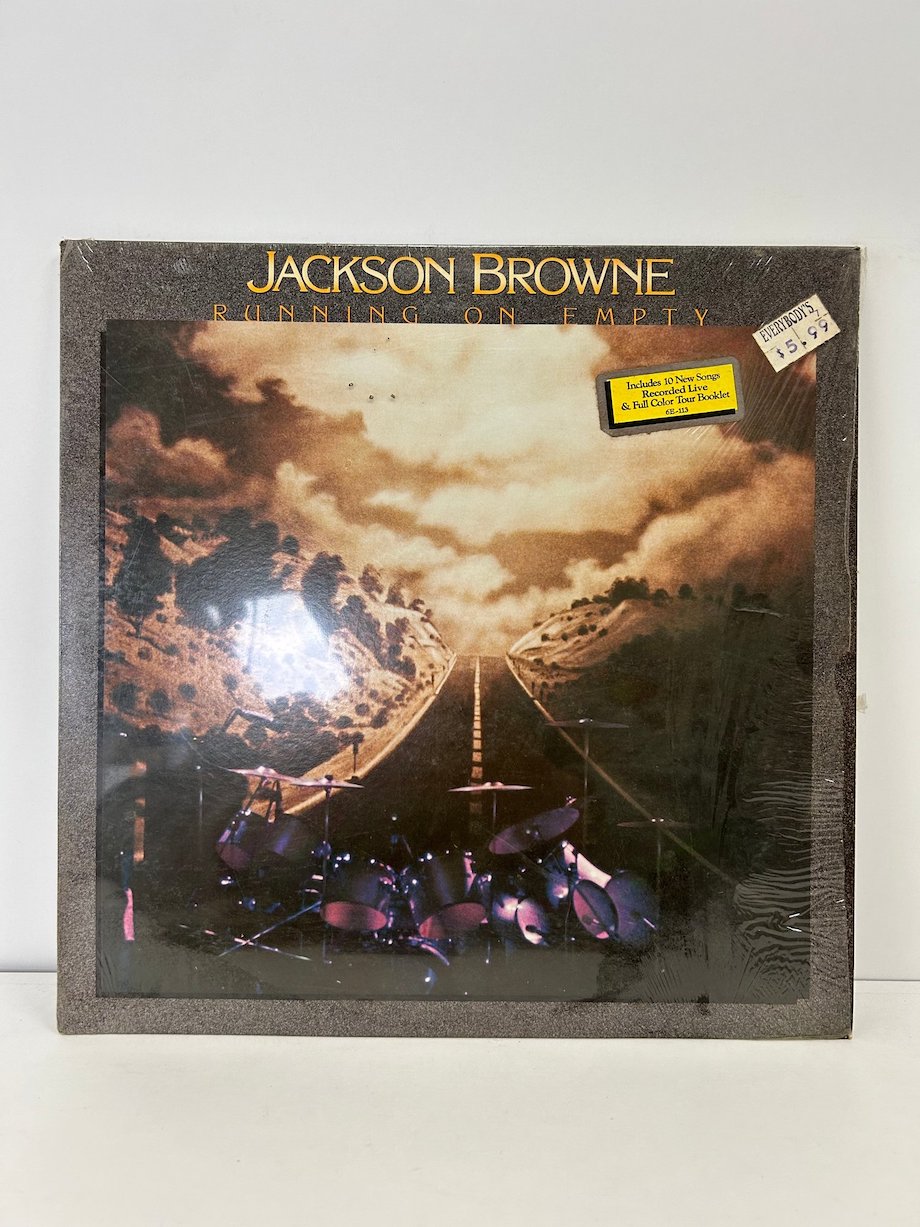 JACKSON BROWNE
RUNNING ON EMPTY
EVERYBODY'S
$5.99
Includes 10 New Songs
Recorded Live
& Full Color Tour Booklet
6E-113